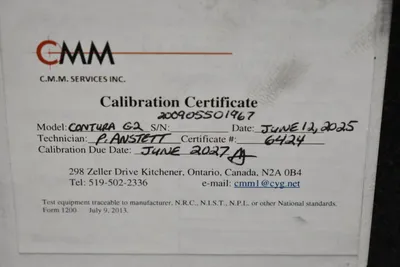 CMM
C.M.M. SERVICES INC.
Calibration Certificate
200905501967
Model: CONTURA G2 S/N: Date: JUNE 12, 2025
Technician: P. ANSTETT Certificate #: 6424
Calibration Due Date: JUNE 2027
298 Zeller Drive Kitchener, Ontario, Canada, N2A 0B4
Tel: 519-502-2336 e-mail: cmm1@cyg.net
Test equipment traceable to manufacturer, N.R.C., N.I.S.T., N.P.I.. or other National standards.
Form 1200 July 9, 2013.